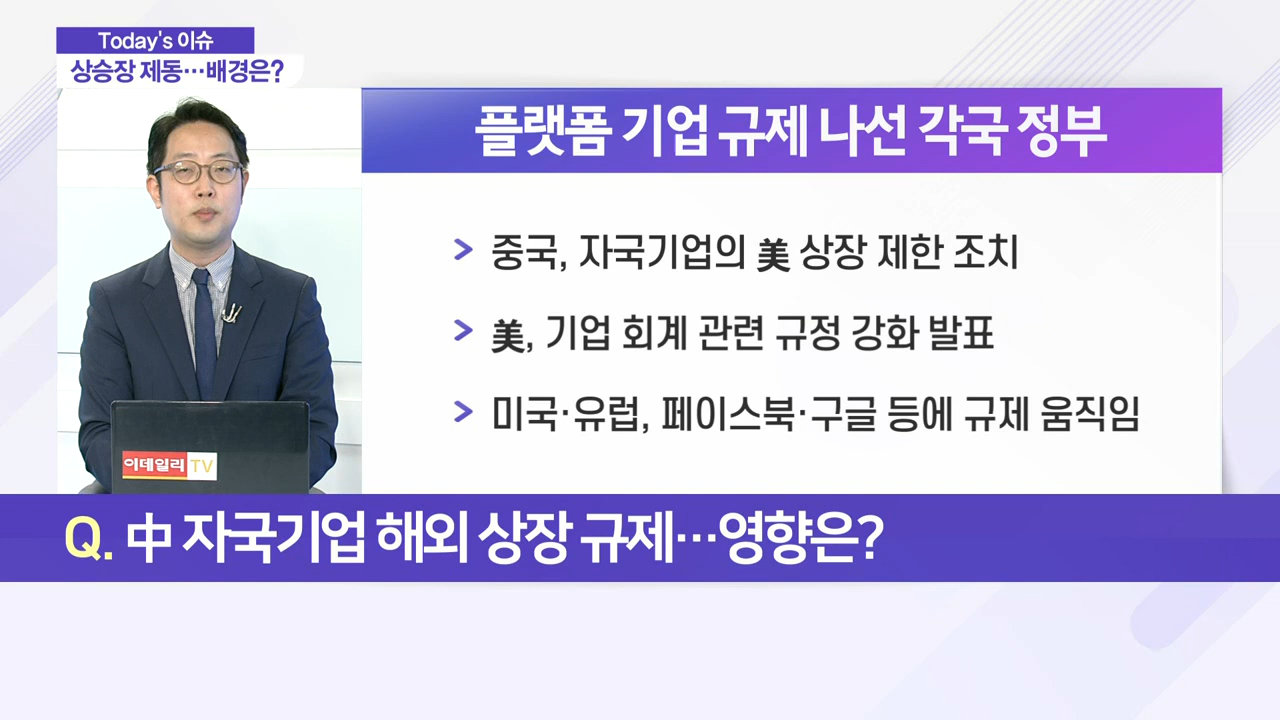 Today's 이슈
상승장 제동…배경은?
플랫폼 기업 규제 나선 각국 정부
> 중국, 자국기업의 美 상장 제한 조치
> 美, 기업 회계 관련 규정 강화 발표
> 미국·유럽, 페이스북·구글 등에 규제 움직임
이데일리 TV
Q. 中 자국기업 해외 상장 규제…영향은?